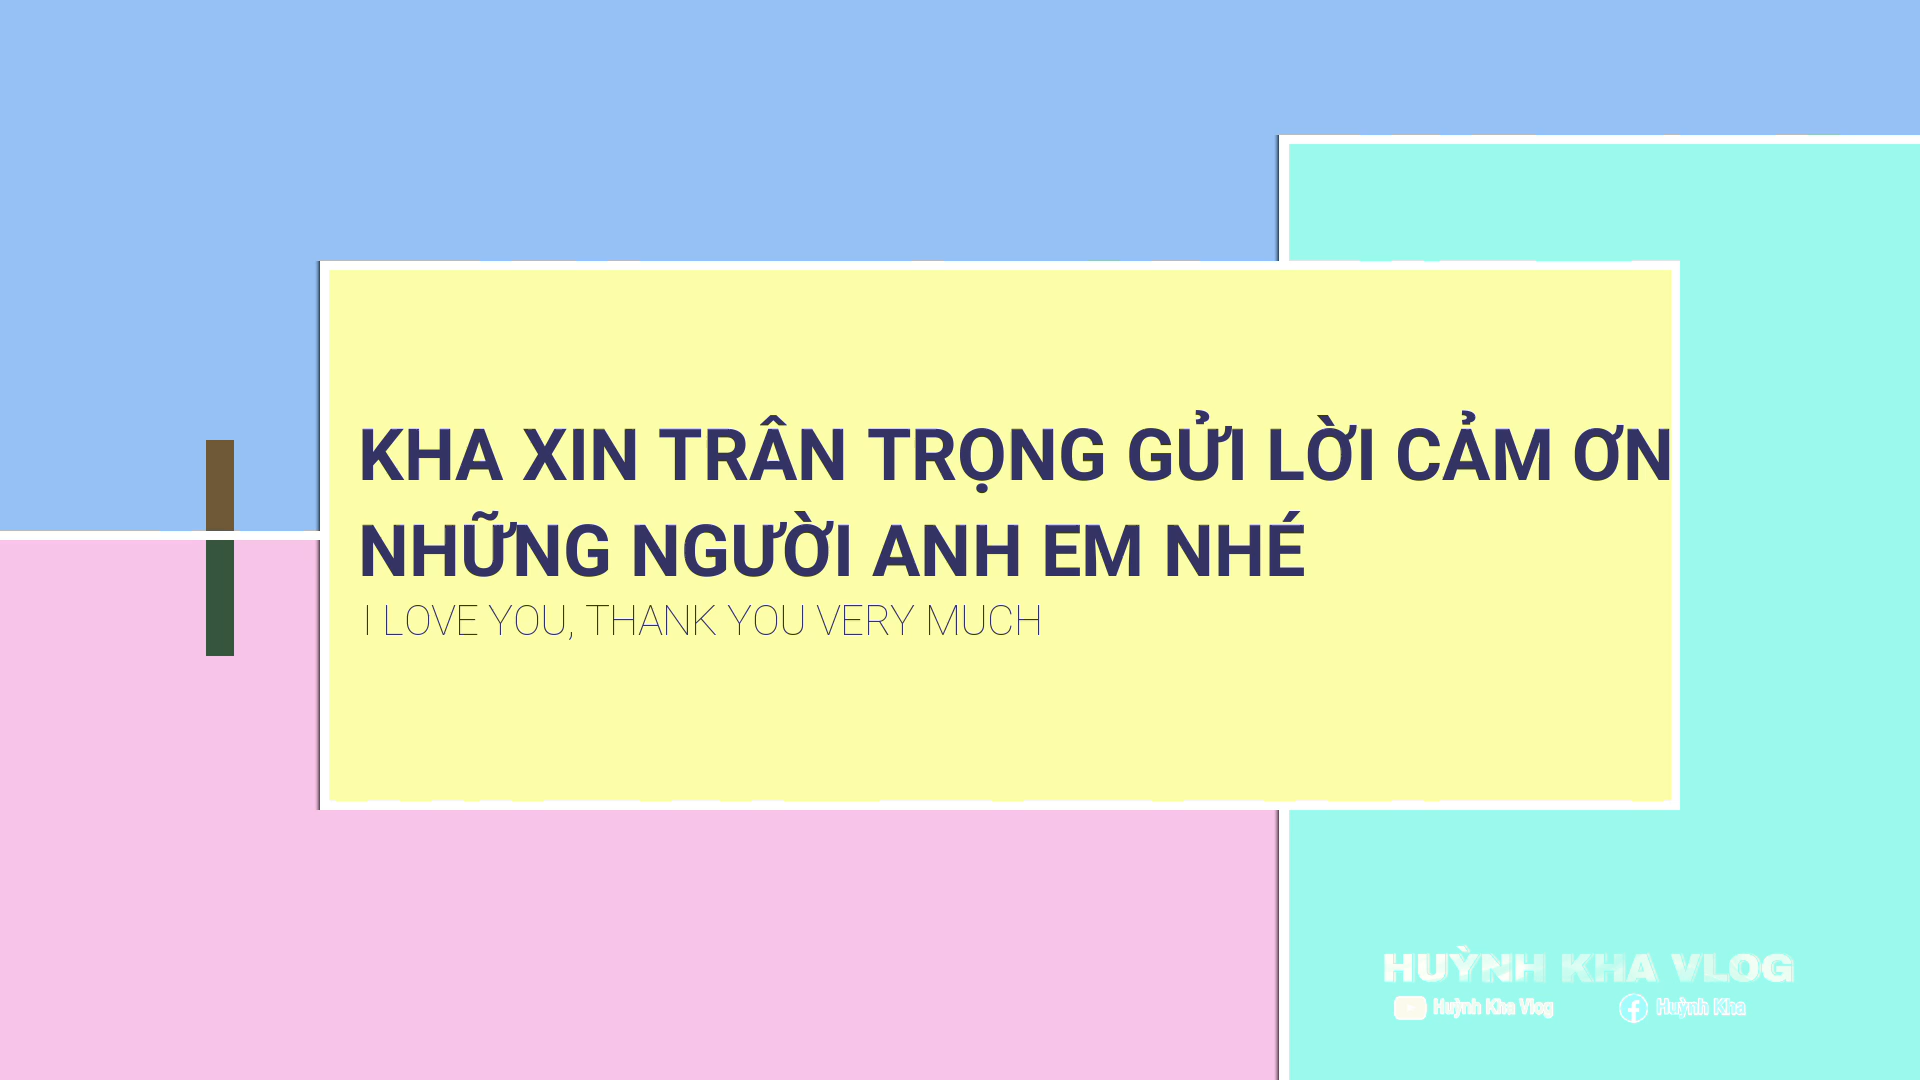 KHA XIN TRÂN TRỌNG GỬI LỜI CẢM ƠN
NHỮNG NGƯỜI ANH EM NHÉ
I LOVE YOU, THANK YOU VERY MUCH
HUỲNH KHA VLOG
Huỳnh Kha Vlog
Huỳnh Kha